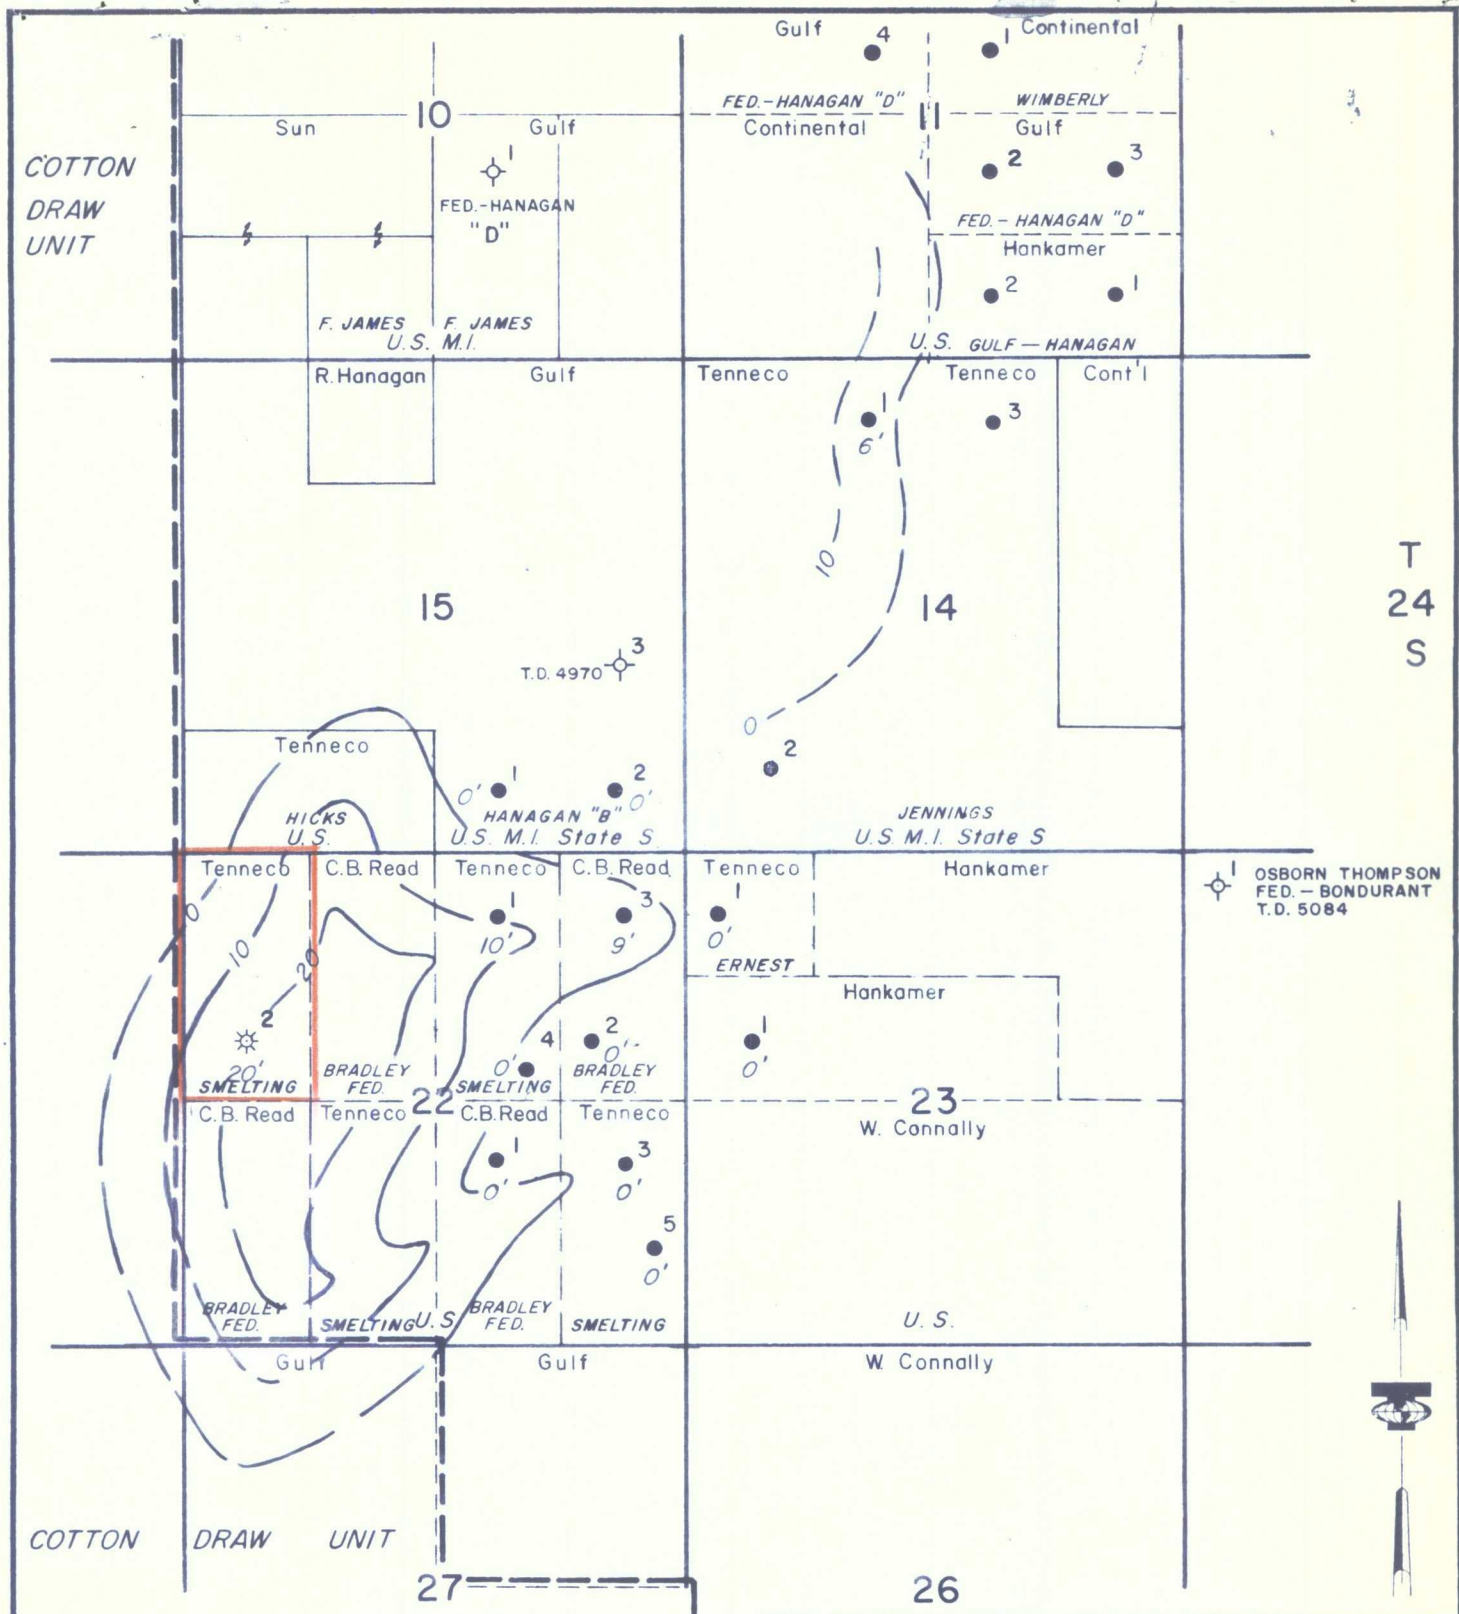 Gulf
4
1
Continental
FED.-HANAGAN "D"
WIMBERLY
10
Sun
Gulf
Continental
Gulf
COTTON
DRAW
UNIT
1
FED.-HANAGAN
"D"
2
3
FED.- HANAGAN "D"
Hankamer
2
1
F. JAMES
F. JAMES
U.S. M.I.
U.S.
GULF-HANAGAN
R. Hanagan
Gulf
Tenneco
Tenneco
Cont'l
1
6'
3
10
T
24
S
15
14
3
T.D. 4970
0
2
Tenneco
0'
1
2
0'
HICKS
U.S.
HANAGAN "B"
U.S. M.I. State S.
JENNINGS
U.S. M.I. State S
Tenneco
C.B. Read
Tenneco
C.B. Read
Tenneco
Hankamer
1
OSBORN THOMPSON
FED. - BONDURANT
T.D. 5084
0
10
20
1
10'
3
9'
1
0'
ERNEST
Hankamer
2
20'
SMELTING
BRADLEY
FED.
0'
4
SMELTING
2
0'
BRADLEY
FED.
1
0'
22
23
C.B. Read
Tenneco
C.B. Read
Tenneco
W. Connally
1
0'
3
0'
5
0'
BRADLEY
FED.
SMELTING
U.S
BRADLEY
FED.
SMELTING
U.S.
Gulf
Gulf
W. Connally
COTTON DRAW UNIT
27
26